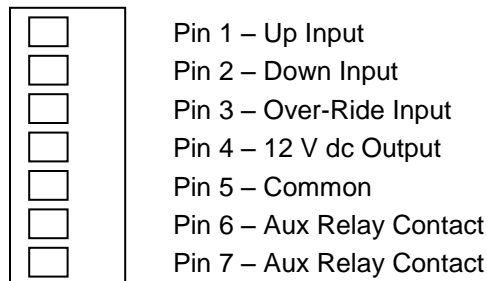 Pin 1 – Up Input
Pin 2 – Down Input
Pin 3 – Over-Ride Input
Pin 4 – 12 V dc Output
Pin 5 – Common
Pin 6 – Aux Relay Contact
Pin 7 – Aux Relay Contact